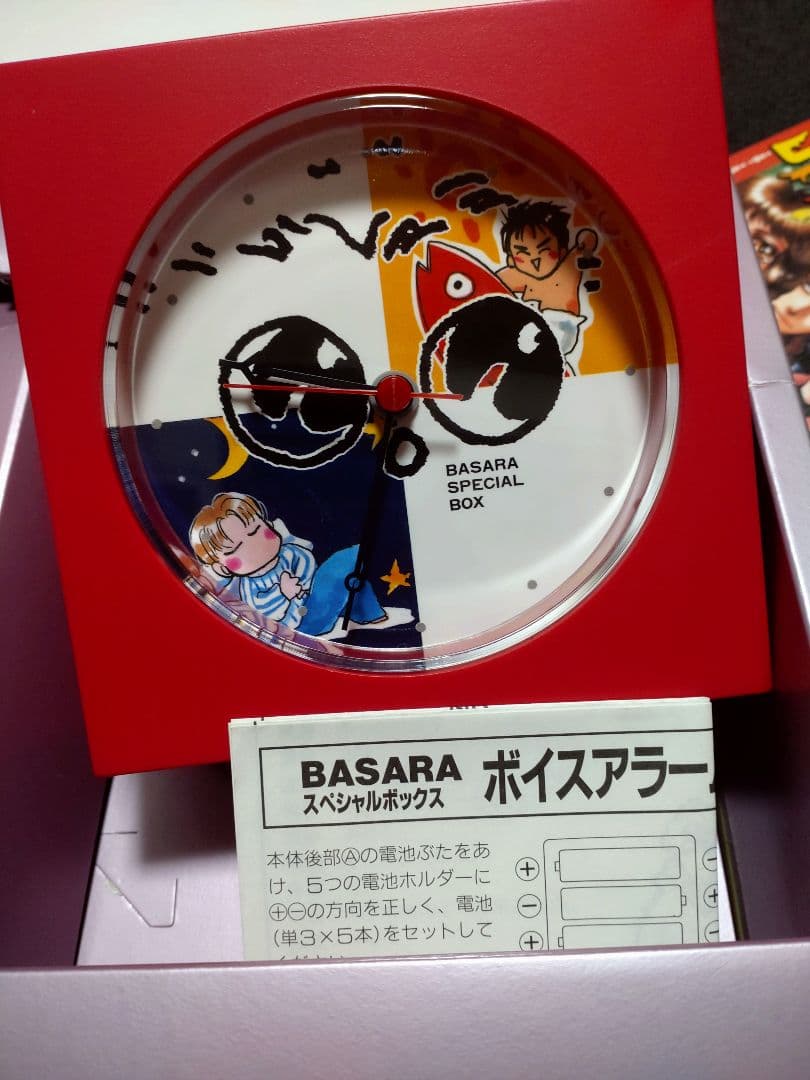 BASARA
SPECIAL
BOX
BASARA
スペシャルボックス
ボイスアラー
本体後部Ⓐの電池ぶたをあ
け、5つの電池ホルダーに
⊕⊖の方向を正しく、電池
(単3×5本)をセットして